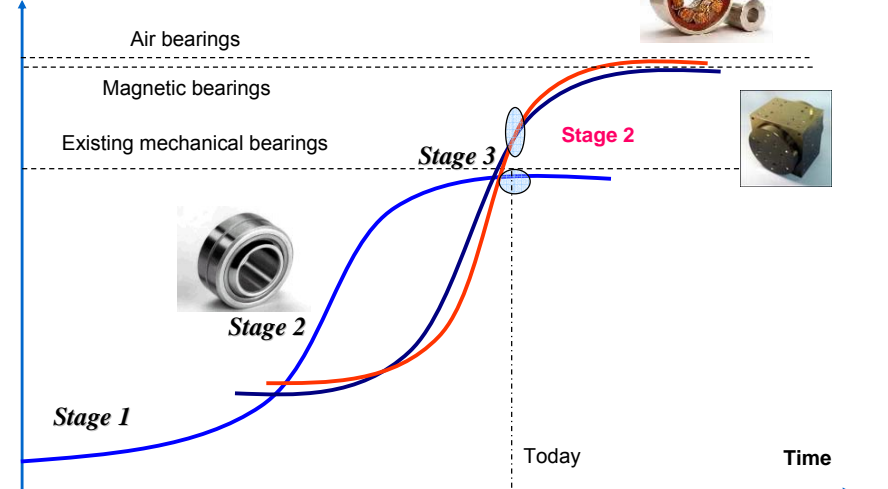 Air bearings
Magnetic bearings
Existing mechanical bearings
Stage 3
Stage 2
Stage 2
Stage 1
Today
Time